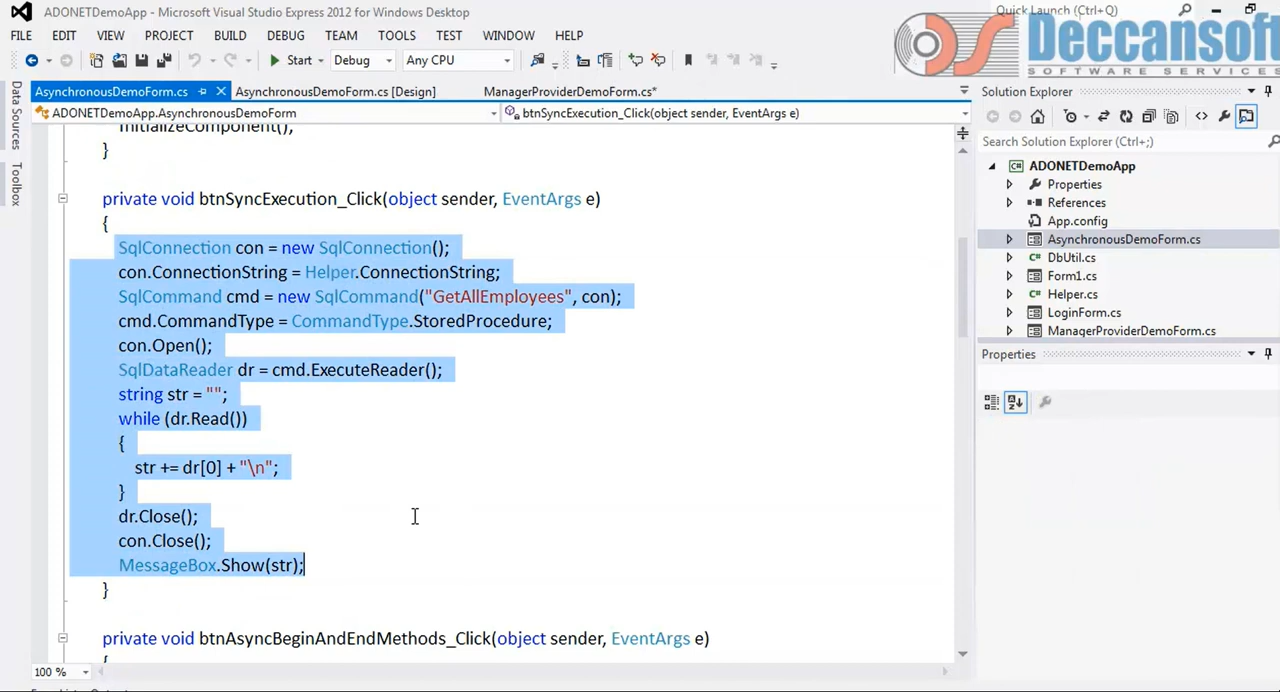 ADONETDemoApp - Microsoft Visual Studio Express 2012 for Windows Desktop
Quick Launch (Ctrl+Q)
FILE EDIT VIEW PROJECT BUILD DEBUG TEAM TOOLS TEST WINDOW HELP
Deccansoft
SOFTWARE SERVICES
Start Debug Any CPU
AsynchronousDemoForm.cs AsynchronousDemoForm.cs [Design] ManagerProviderDemoForm.cs*
Solution Explorer
ADONETDemoApp.AsynchronousDemoForm btnSyncExecution_Click(object sender, EventArgs e)
Data Sources
Toolbox
InitializeComponent();
}
private void btnSyncExecution_Click(object sender, EventArgs e)
{
SqlConnection con = new SqlConnection();
con.ConnectionString = Helper.ConnectionString;
SqlCommand cmd = new SqlCommand("GetAllEmployees", con);
cmd.CommandType = CommandType.StoredProcedure;
con.Open();
SqlDataReader dr = cmd.ExecuteReader();
string str = "";
while (dr.Read())
{
str += dr[0] + "\n";
}
dr.Close();
con.Close();
MessageBox.Show(str);
}
private void btnAsyncBeginAndEndMethods_Click(object sender, EventArgs e)
{
100 %
Search Solution Explorer (Ctrl+;)
ADONETDemoApp
Properties
References
App.config
AsynchronousDemoForm.cs
DbUtil.cs
Form1.cs
Helper.cs
LoginForm.cs
ManagerProviderDemoForm.cs
Properties